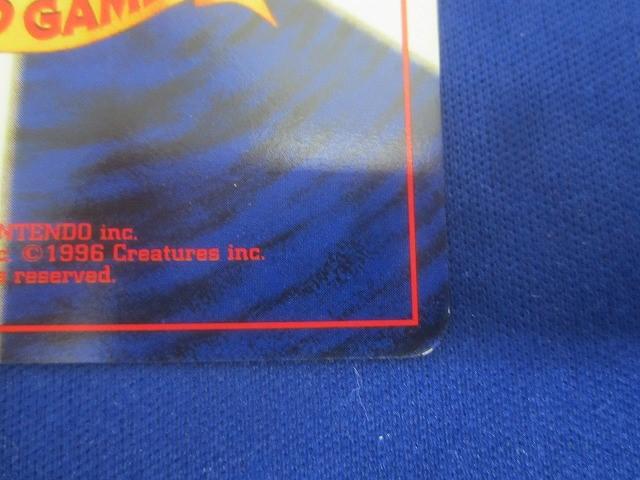 D GAME
NTENDO inc.
c. ©1996 Creatures inc.
s reserved.